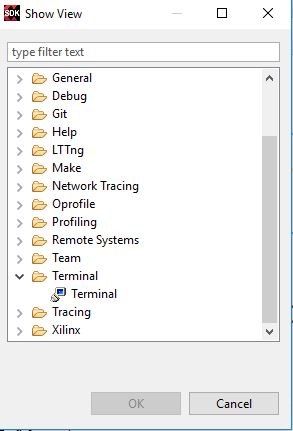 SDK Show View
type filter text
General
Debug
Git
Help
LTTng
Make
Network Tracing
Oprofile
Profiling
Remote Systems
Team
Terminal
Terminal
Tracing
Xilinx
OK Cancel